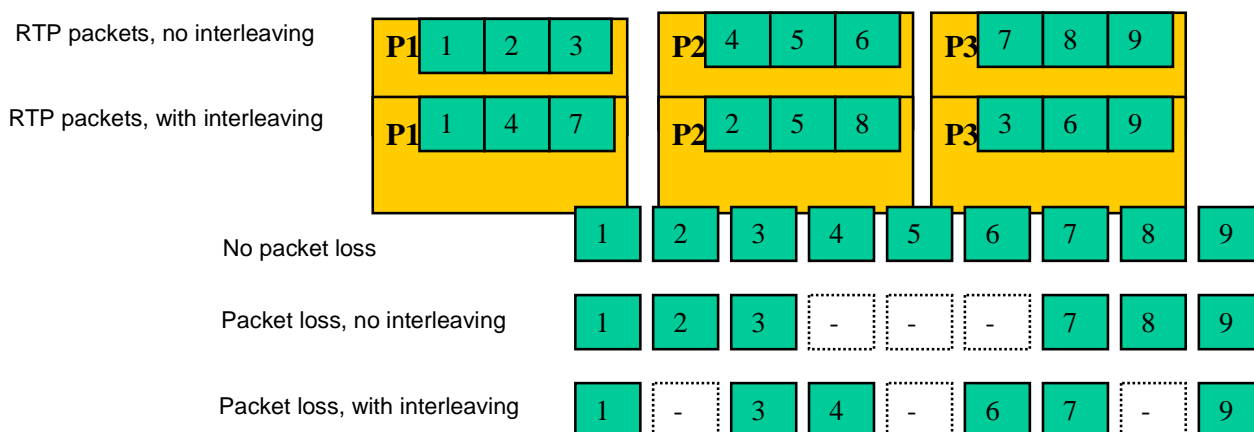 RTP packets, no interleaving P1 1 2 3 P2 4 5 6 P3 7 8 9
RTP packets, with interleaving P1 1 4 7 P2 2 5 8 P3 3 6 9
No packet loss 1 2 3 4 5 6 7 8 9
Packet loss, no interleaving 1 2 3 - - - 7 8 9
Packet loss, with interleaving 1 - 3 4 - 6 7 - 9